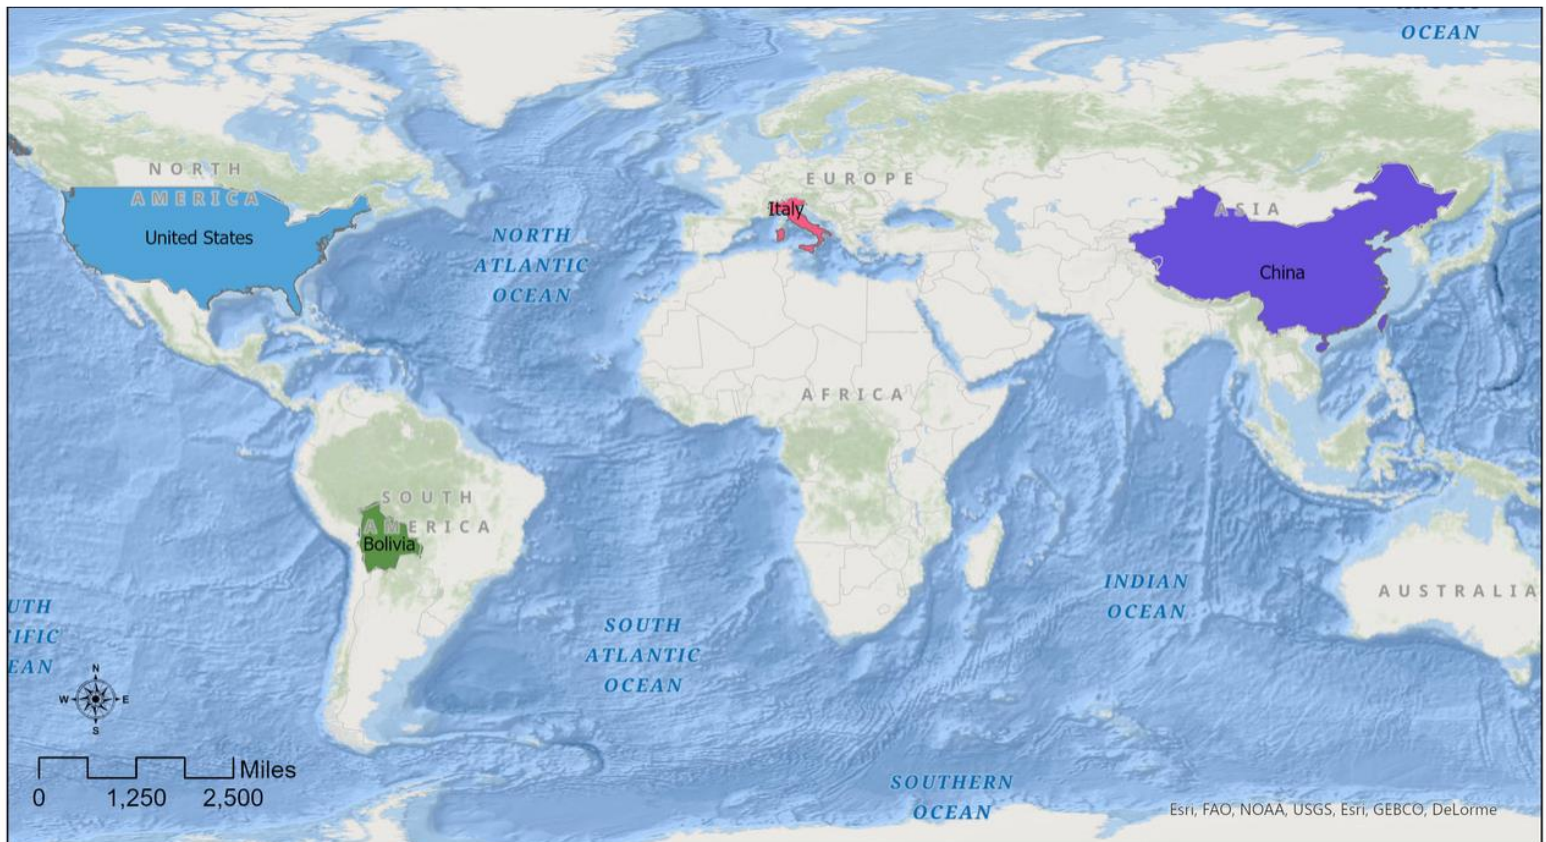 OCEAN
NORTH
AMERICA
United States
EUROPE
Italy
ASIA
China
NORTH
ATLANTIC
OCEAN
AFRICA
SOUTH
AMERICA
Bolivia
INDIAN
OCEAN
AUSTRALIA
UTH
IFIC
EAN
SOUTH
ATLANTIC
OCEAN
N
W E
S
Miles
0 1,250 2,500
SOUTHERN
OCEAN
Esri, FAO, NOAA, USGS, Esri, GEBCO, DeLorme